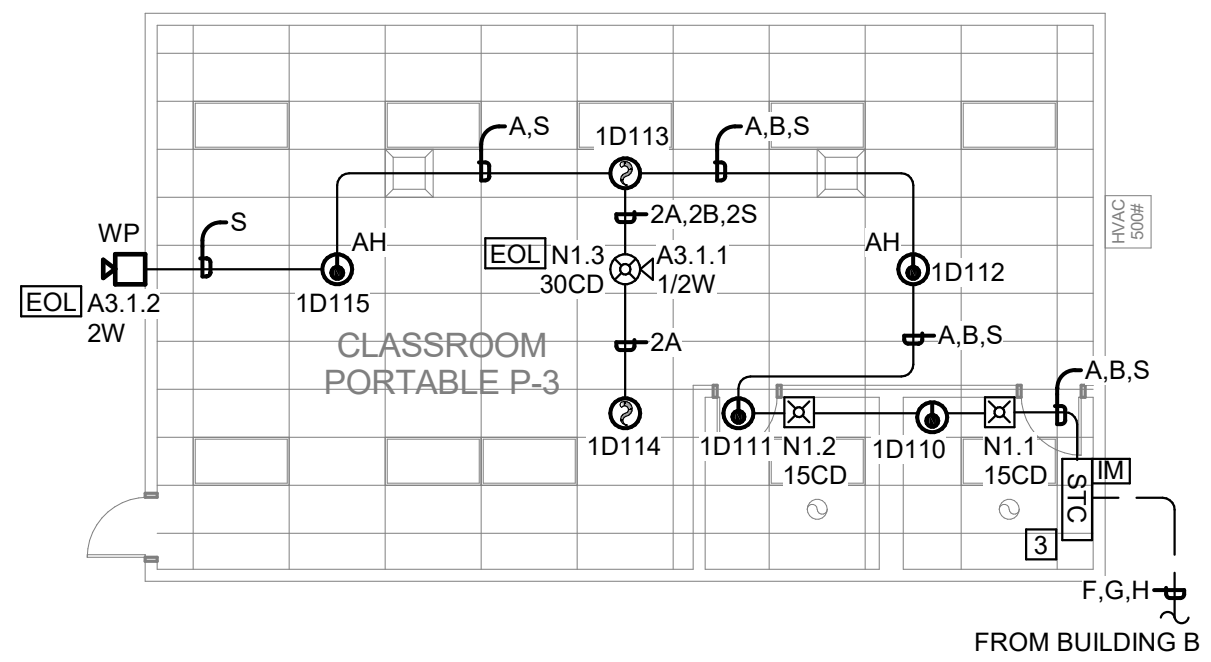 A,S
1D113
A,B,S
2A,2B,2S
WP
S
AH
EOL
N1.3
30CD
A3.1.1
1/2W
AH
1D112
HVAC
500#
EOL
A3.1.2
2W
1D115
CLASSROOM
PORTABLE P-3
2A
A,B,S
A,B,S
1D114
1D111
N1.2
15CD
1D110
N1.1
15CD
IM
STC
3
F,G,H
FROM BUILDING B